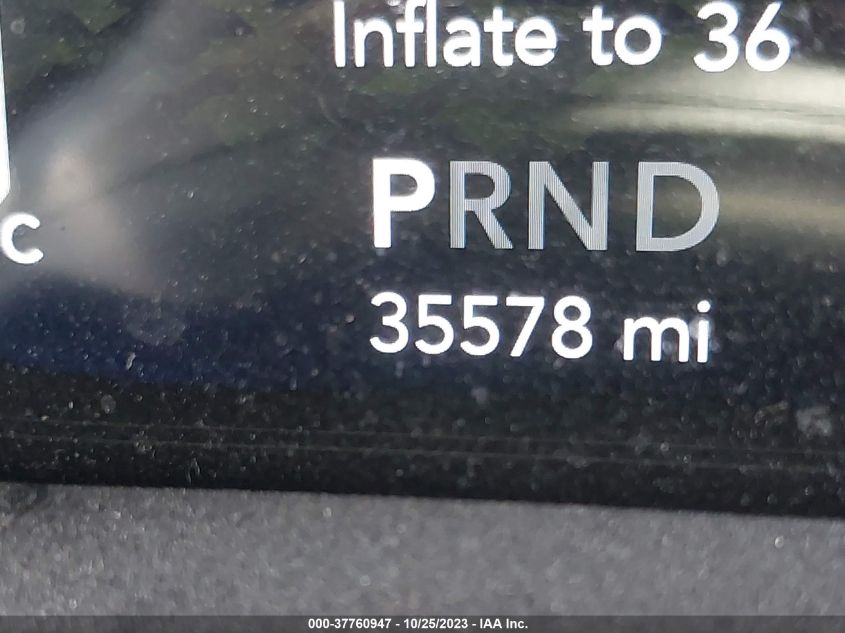 Inflate to 36
PRND
C
35578 mi
000-37760947 - 10/25/2023 - IAA Inc.